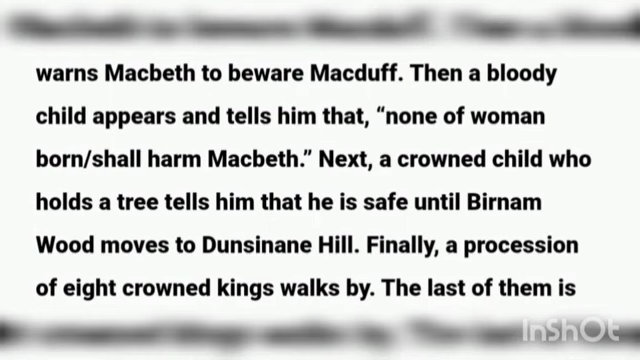 warns Macbeth to beware Macduff. Then a bloody
child appears and tells him that, “none of woman
born/shall harm Macbeth.” Next, a crowned child who
holds a tree tells him that he is safe until Birnam
Wood moves to Dunsinane Hill. Finally, a procession
of eight crowned kings walks by. The last of them is
InShOt